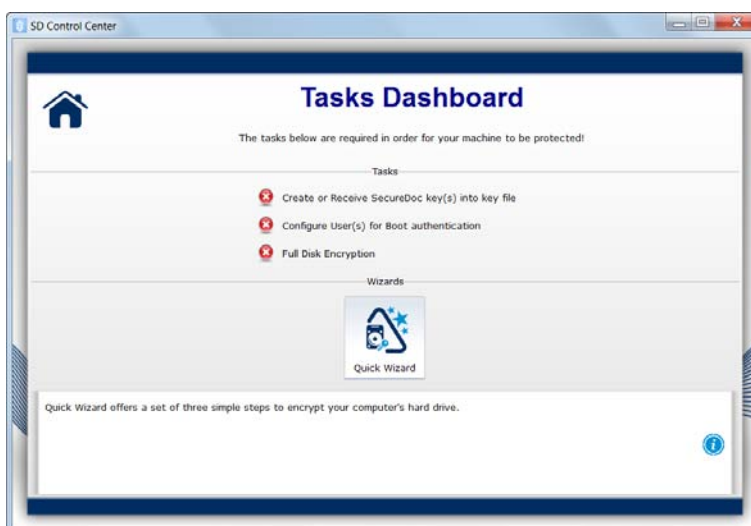 SD Control Center
Tasks Dashboard
The tasks below are required in order for your machine to be protected!
Tasks
Create or Receive SecureDoc key(s) into key file
Configure User(s) for Boot authentication
Full Disk Encryption
Wizards
Quick Wizard
Quick Wizard offers a set of three simple steps to encrypt your computer's hard drive.